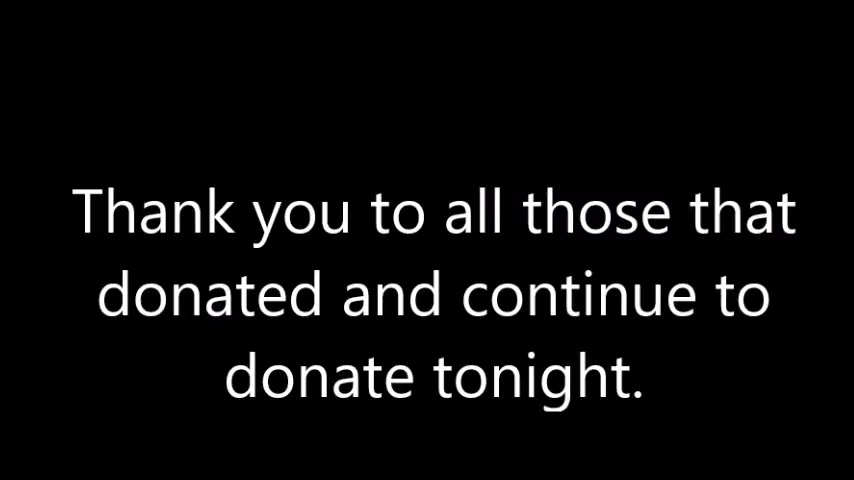 Thank you to all those that
donated and continue to
donate tonight.